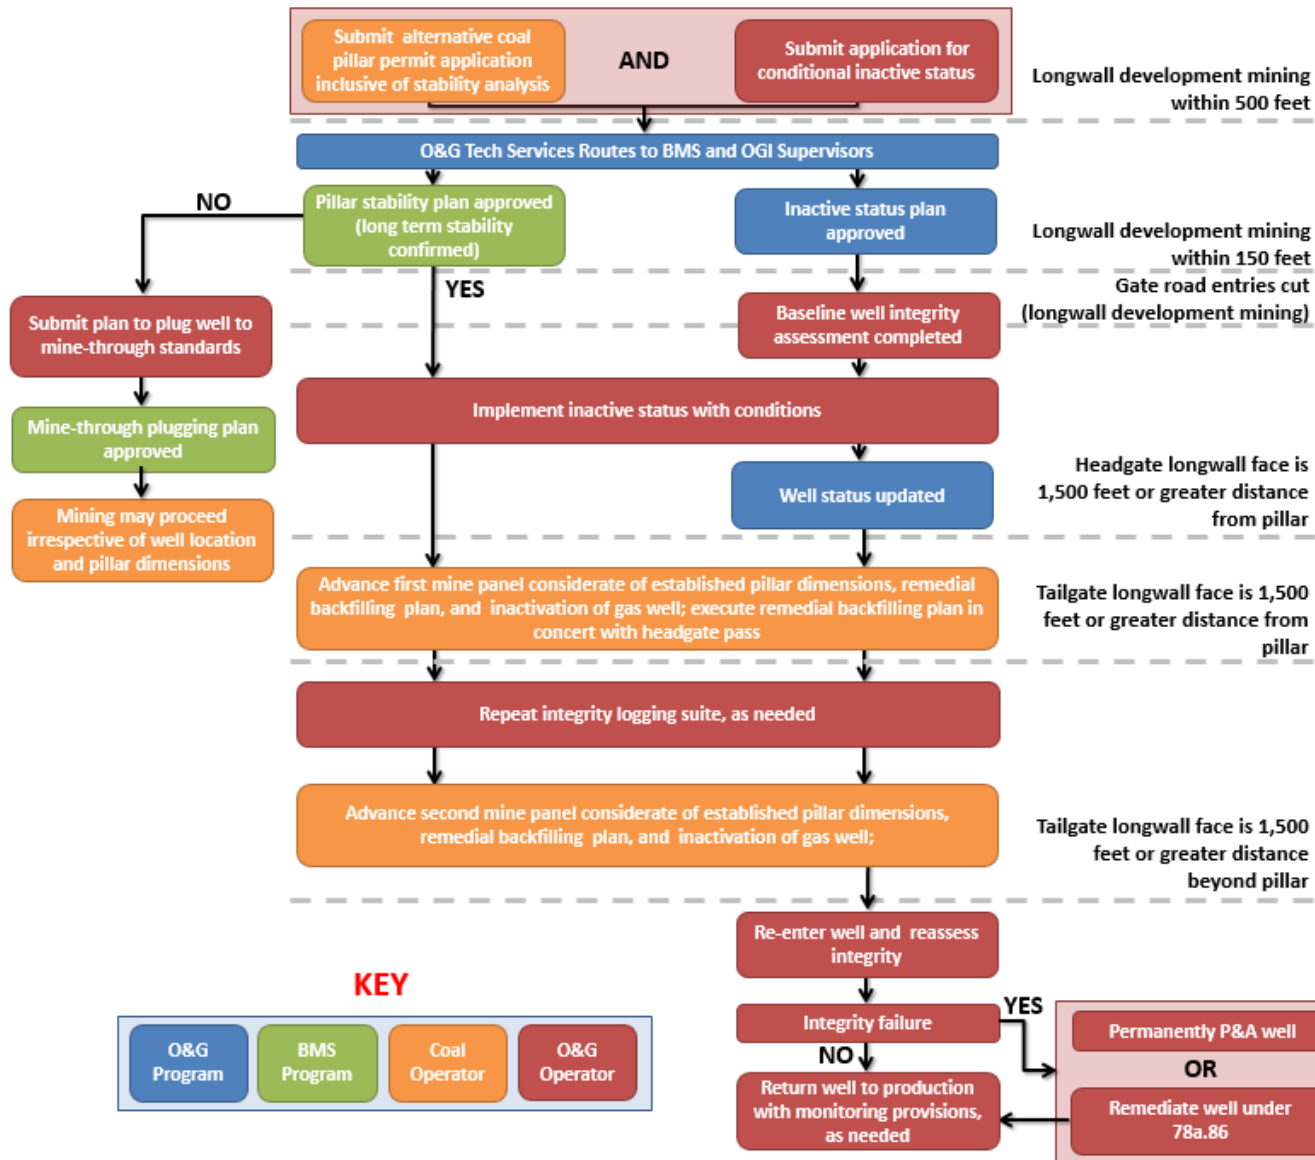 Submit alternative coal
pillar permit application
inclusive of stability analysis
AND
Submit application for
conditional inactive status
Longwall development mining
within 500 feet
O&G Tech Services Routes to BMS and OGI Supervisors
NO
Pillar stability plan approved
(long term stability
confirmed)
Inactive status plan
approved
Longwall development mining
within 150 feet
YES
Gate road entries cut
(longwall development mining)
Submit plan to plug well to
mine-through standards
Baseline well integrity
assessment completed
Implement inactive status with conditions
Mine-through plugging plan
approved
Well status updated
Headgate longwall face is
1,500 feet or greater distance
from pillar
Mining may proceed
irrespective of well location
and pillar dimensions
Advance first mine panel considerate of established pillar dimensions, remedial
backfilling plan, and inactivation of gas well; execute remedial backfilling plan in
concert with headgate pass
Tailgate longwall face is 1,500
feet or greater distance from
pillar
Repeat integrity logging suite, as needed
Advance second mine panel considerate of established pillar dimensions,
remedial backfilling plan, and inactivation of gas well;
Tailgate longwall face is 1,500
feet or greater distance
beyond pillar
Re-enter well and reassess
integrity
Integrity failure
YES
NO
Permanently P&A well
OR
Remediate well under
78a.86
Return well to production
with monitoring provisions,
as needed
KEY
O&G
Program
BMS
Program
Coal
Operator
O&G
Operator